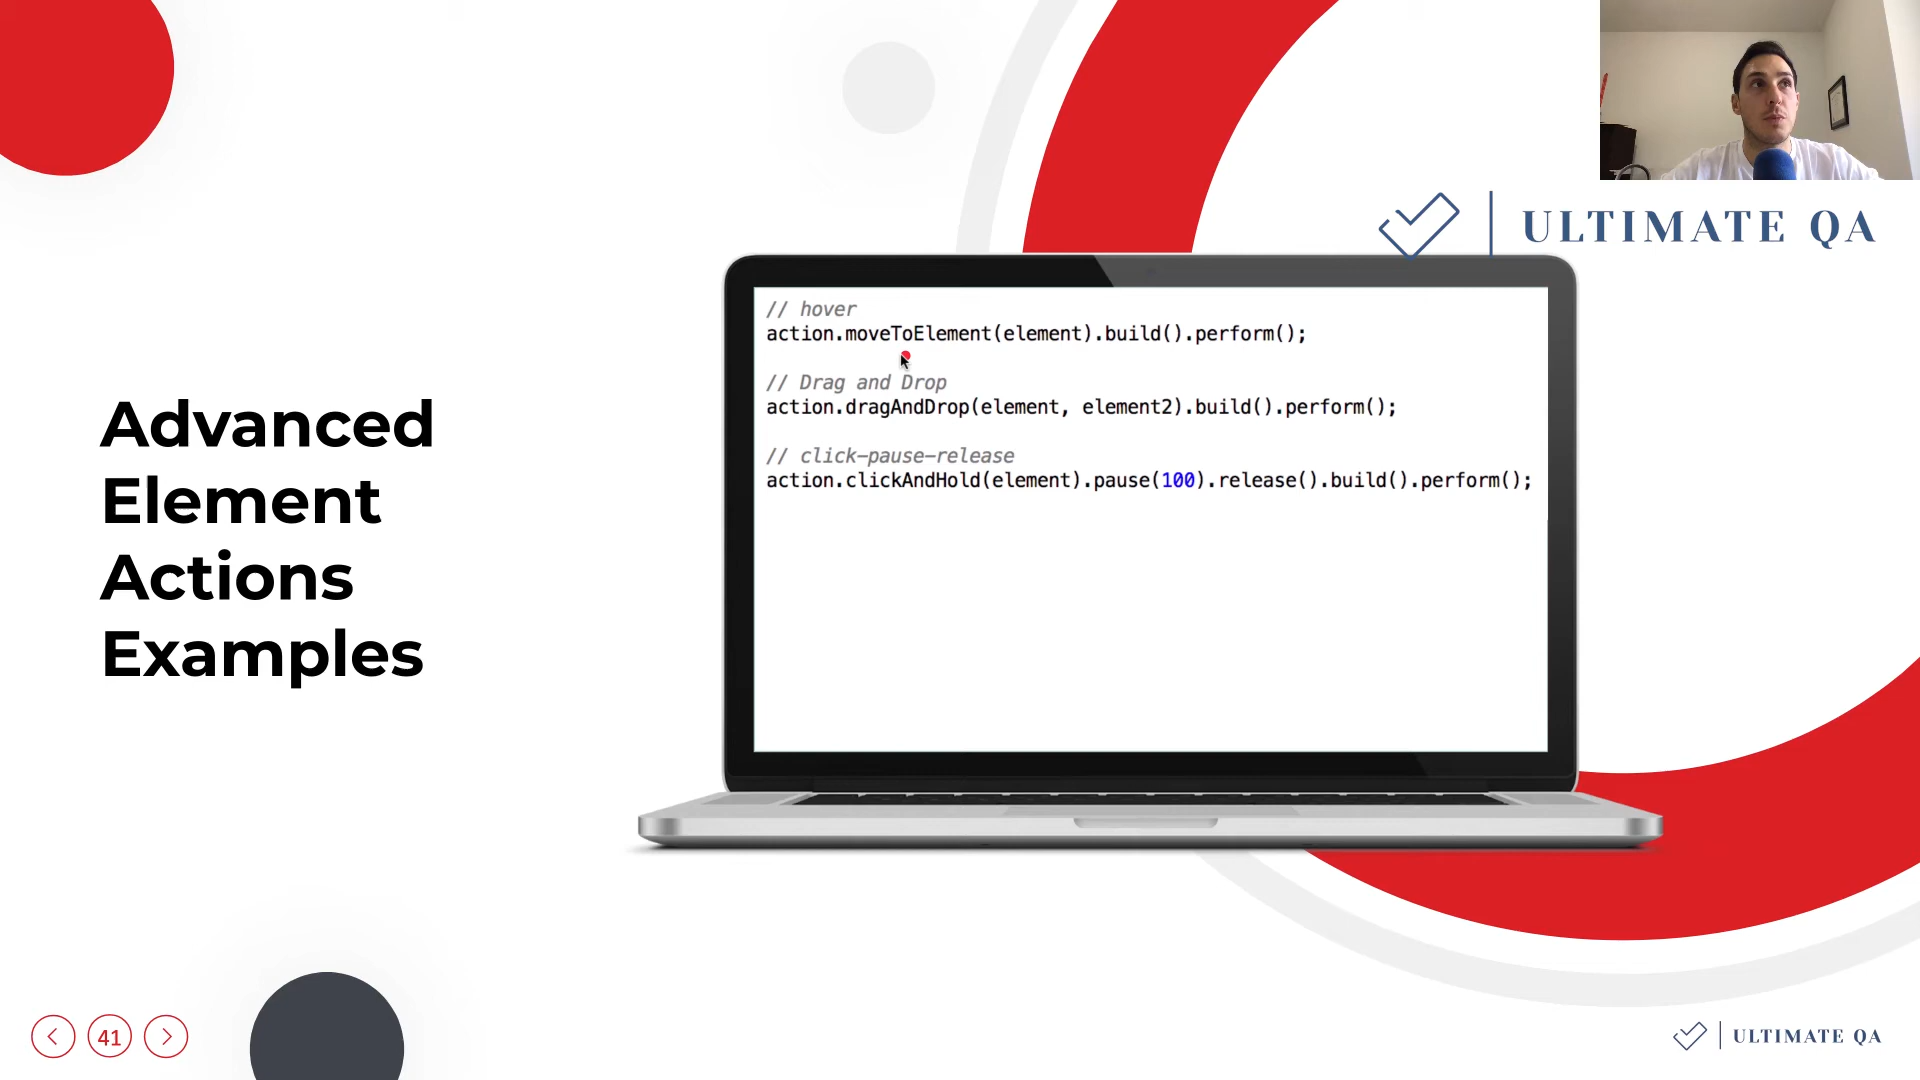 ULTIMATE QA
Advanced
Element
Actions
Examples
// hover
action.moveToElement(element).build().perform();
// Drag and Drop
action.dragAndDrop(element, element2).build().perform();
// click-pause-release
action.clickAndHold(element).pause(100).release().build().perform();
41
ULTIMATE QA